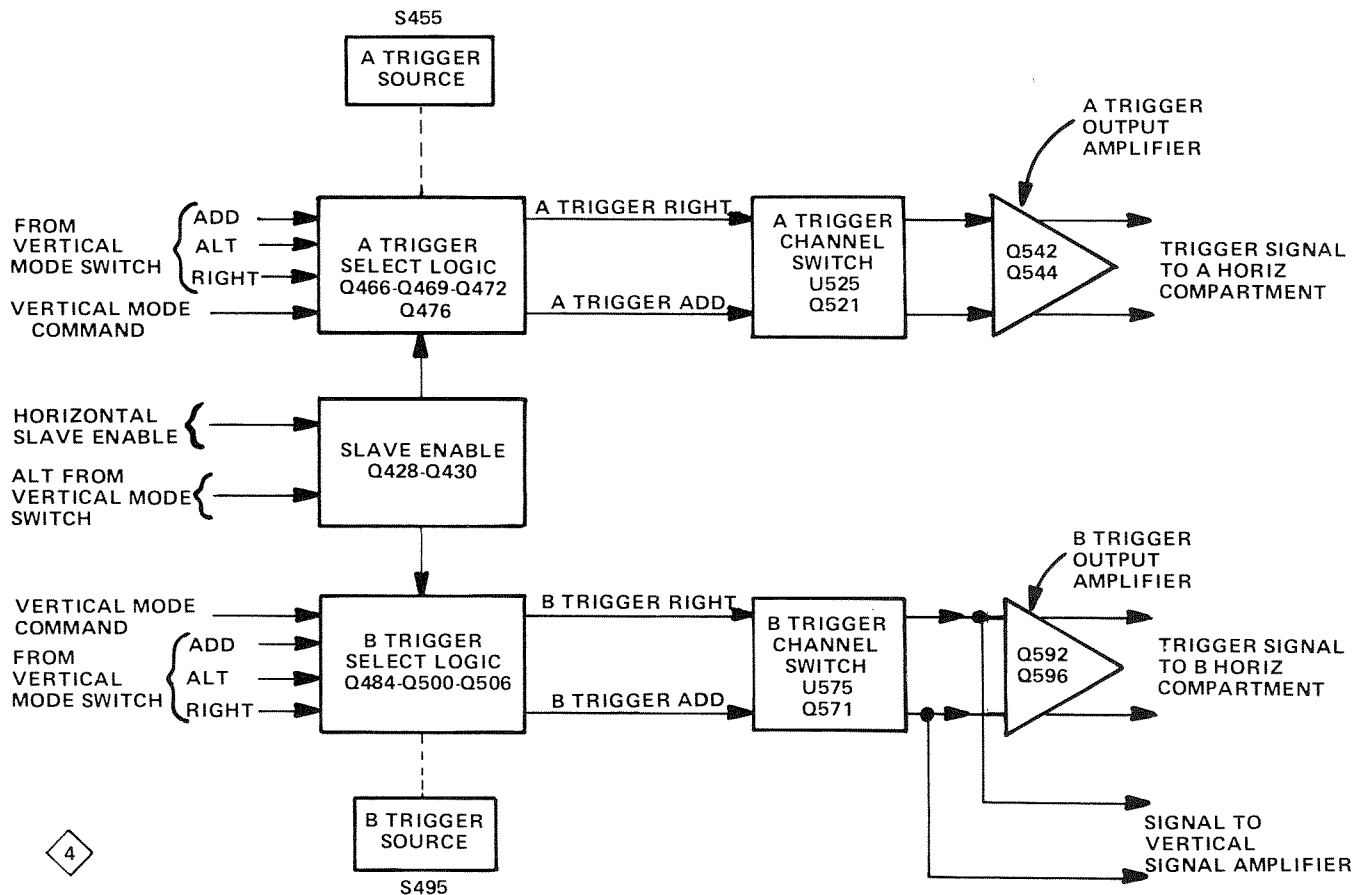 S455
A TRIGGER
SOURCE
A TRIGGER
OUTPUT
AMPLIFIER
FROM
VERTICAL
MODE SWITCH
ADD
ALT
RIGHT
VERTICAL MODE
COMMAND
A TRIGGER
SELECT LOGIC
Q466-Q469-Q472
Q476
A TRIGGER RIGHT
A TRIGGER ADD
A TRIGGER
CHANNEL
SWITCH
U525
Q521
Q542
Q544
TRIGGER SIGNAL
TO A HORIZ
COMPARTMENT
HORIZONTAL
SLAVE ENABLE
ALT FROM
VERTICAL MODE
SWITCH
SLAVE ENABLE
Q428-Q430
B TRIGGER
OUTPUT
AMPLIFIER
VERTICAL MODE
COMMAND
FROM
VERTICAL
MODE SWITCH
ADD
ALT
RIGHT
B TRIGGER
SELECT LOGIC
Q484-Q500-Q506
B TRIGGER RIGHT
B TRIGGER ADD
B TRIGGER
CHANNEL
SWITCH
U575
Q571
Q592
Q596
TRIGGER SIGNAL
TO B HORIZ
COMPARTMENT
B TRIGGER
SOURCE
S495
SIGNAL TO
VERTICAL
SIGNAL AMPLIFIER
4